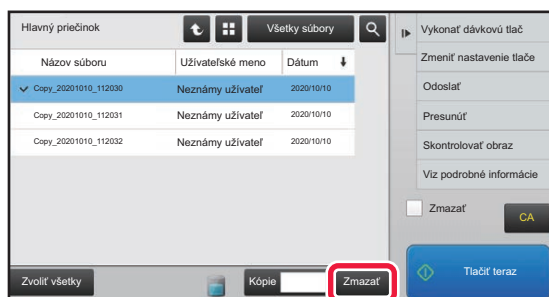 Hlavný priečinok
Všetky súbory
Názov súboru
Užívateľské meno
Dátum
Copy_20201010_112030
Neznámy užívateľ
2020/10/10
Copy_20201010_112031
Neznámy užívateľ
2020/10/10
Copy_20201010_112032
Neznámy užívateľ
2020/10/10
Zvoliť všetky
Kópie
Zmazať
Vykonať dávkovú tlač
Zmeniť nastavenie tlače
Odoslať
Presunúť
Skontrolovať obraz
Viz podrobné informácie
Zmazať
CA
Tlačiť teraz